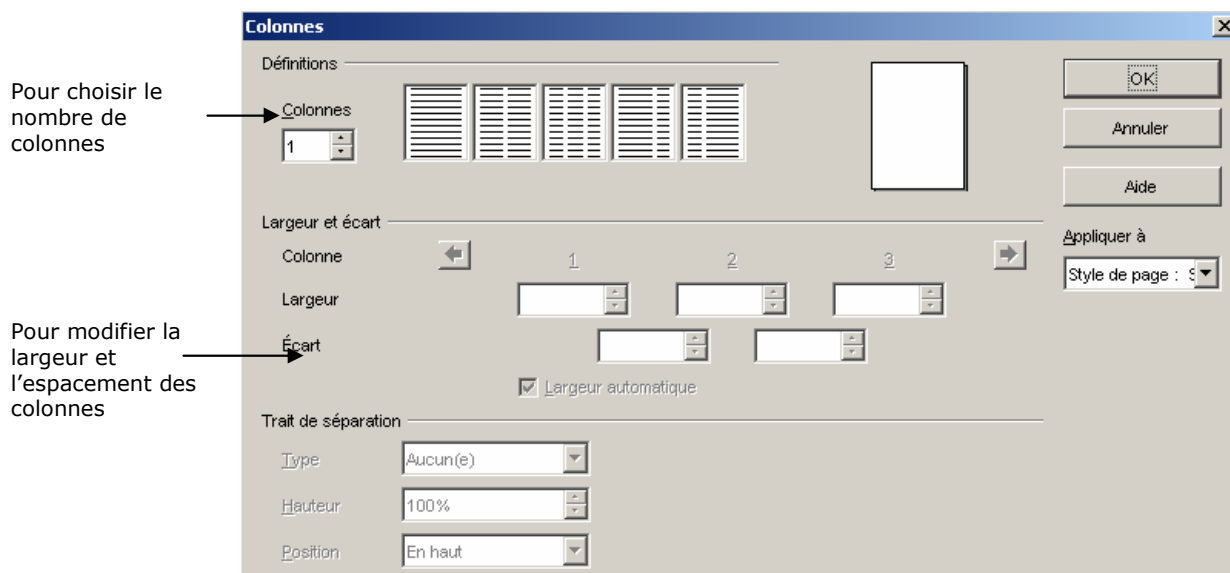 Colonnes
Définitions
Pour choisir le
nombre de
colonnes
Colonnes
1
OK
Annuler
Aide
Appliquer à
Style de page : S
Largeur et écart
Colonne
1 2 3
Largeur
Pour modifier la
largeur et
l'espacement des
colonnes
Écart
Largeur automatique
Trait de séparation
Type Aucun(e)
Hauteur 100%
Position En haut